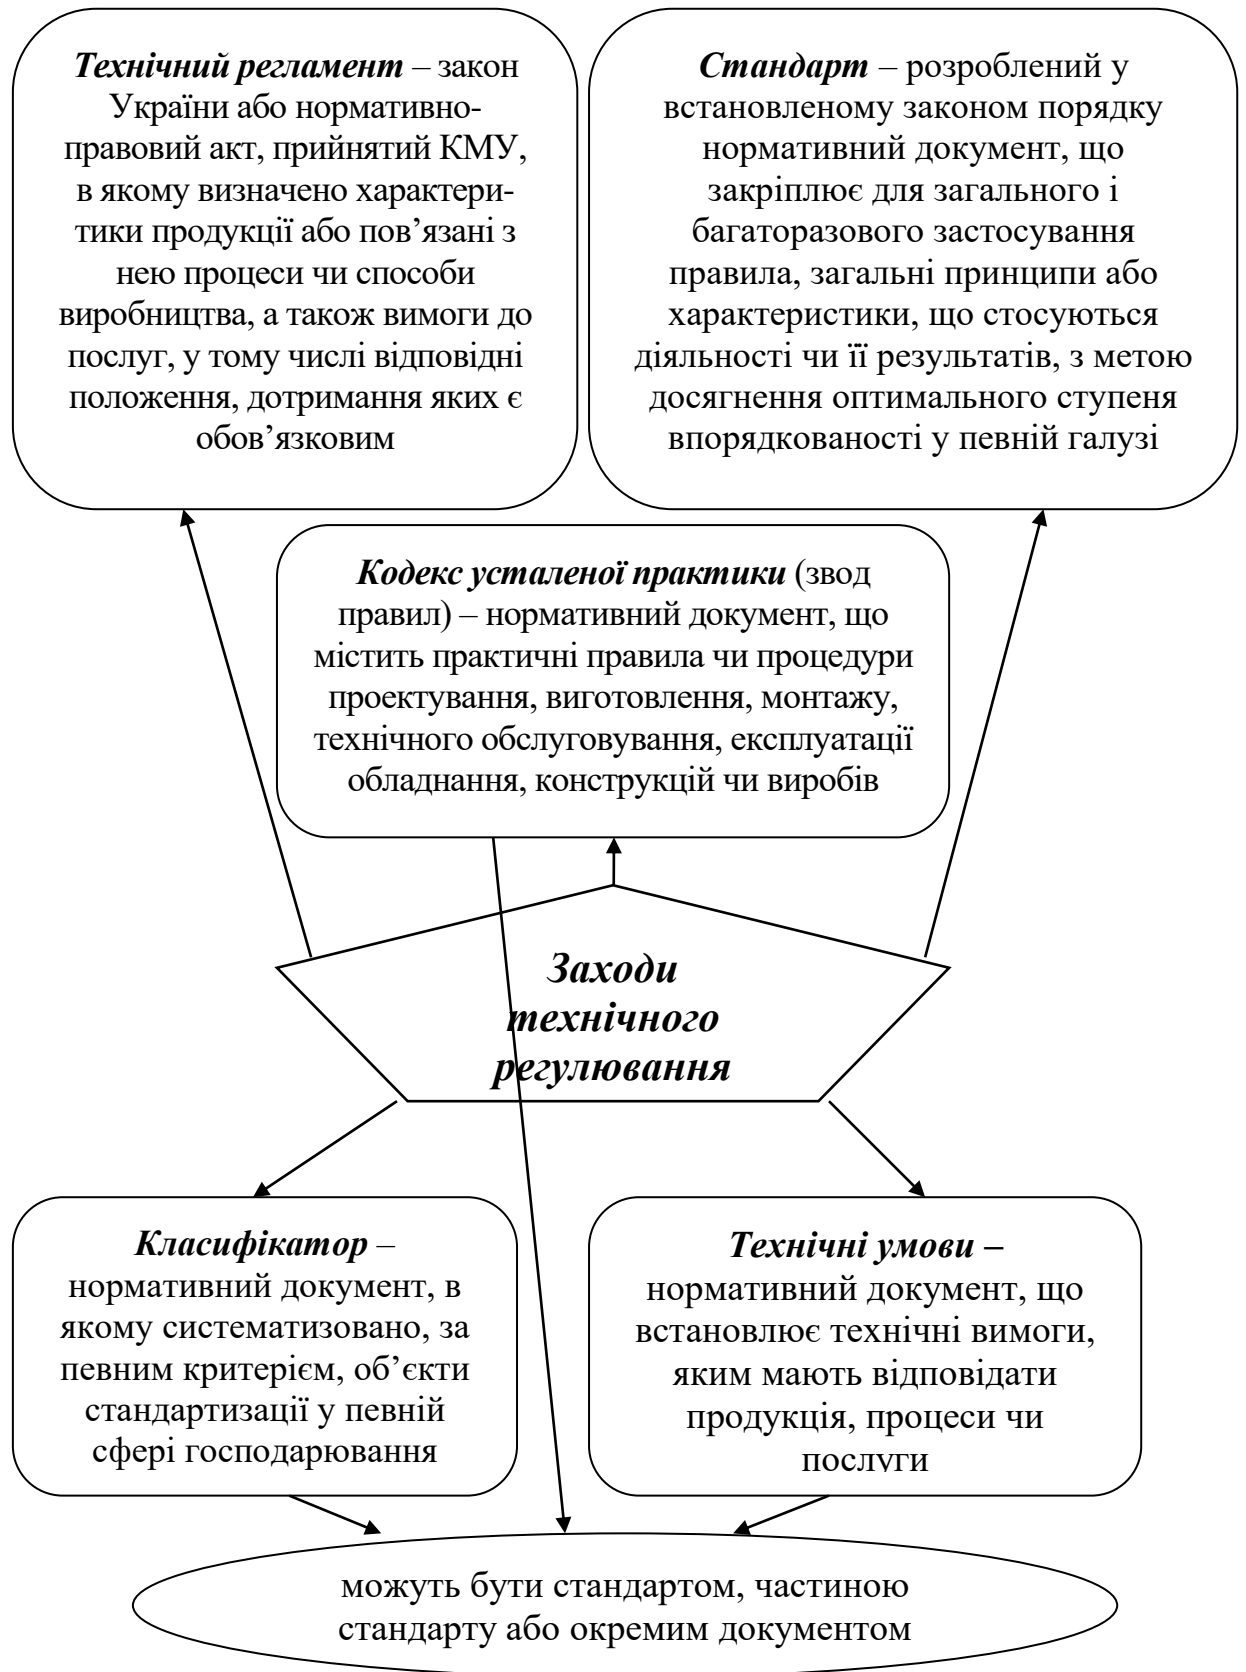 Технічний регламент – закон
України або нормативно-
правовий акт, прийнятий КМУ,
в якому визначено характери-
тики продукції або пов’язані з
нею процеси чи способи
виробництва, а також вимоги до
послуг, у тому числі відповідні
положення, дотримання яких є
обов’язковим
Стандарт – розроблений у
встановленому законом порядку
нормативний документ, що
закріплює для загального і
багаторазового застосування
правила, загальні принципи або
характеристики, що стосуються
діяльності чи її результатів, з метою
досягнення оптимального ступеня
впорядкованості у певній галузі
Кодекс усталеної практики (звод
правил) – нормативний документ, що
містить практичні правила чи процедури
проектування, виготовлення, монтажу,
технічного обслуговування, експлуатації
обладнання, конструкцій чи виробів
Заходи
технічного
регулювання
Класифікатор –
нормативний документ, в
якому систематизовано, за
певним критерієм, об’єкти
стандартизації у певній
сфері господарювання
Технічні умови –
нормативний документ, що
встановлює технічні вимоги,
яким мають відповідати
продукція, процеси чи
послуги
можуть бути стандартом, частиною
стандарту або окремим документом